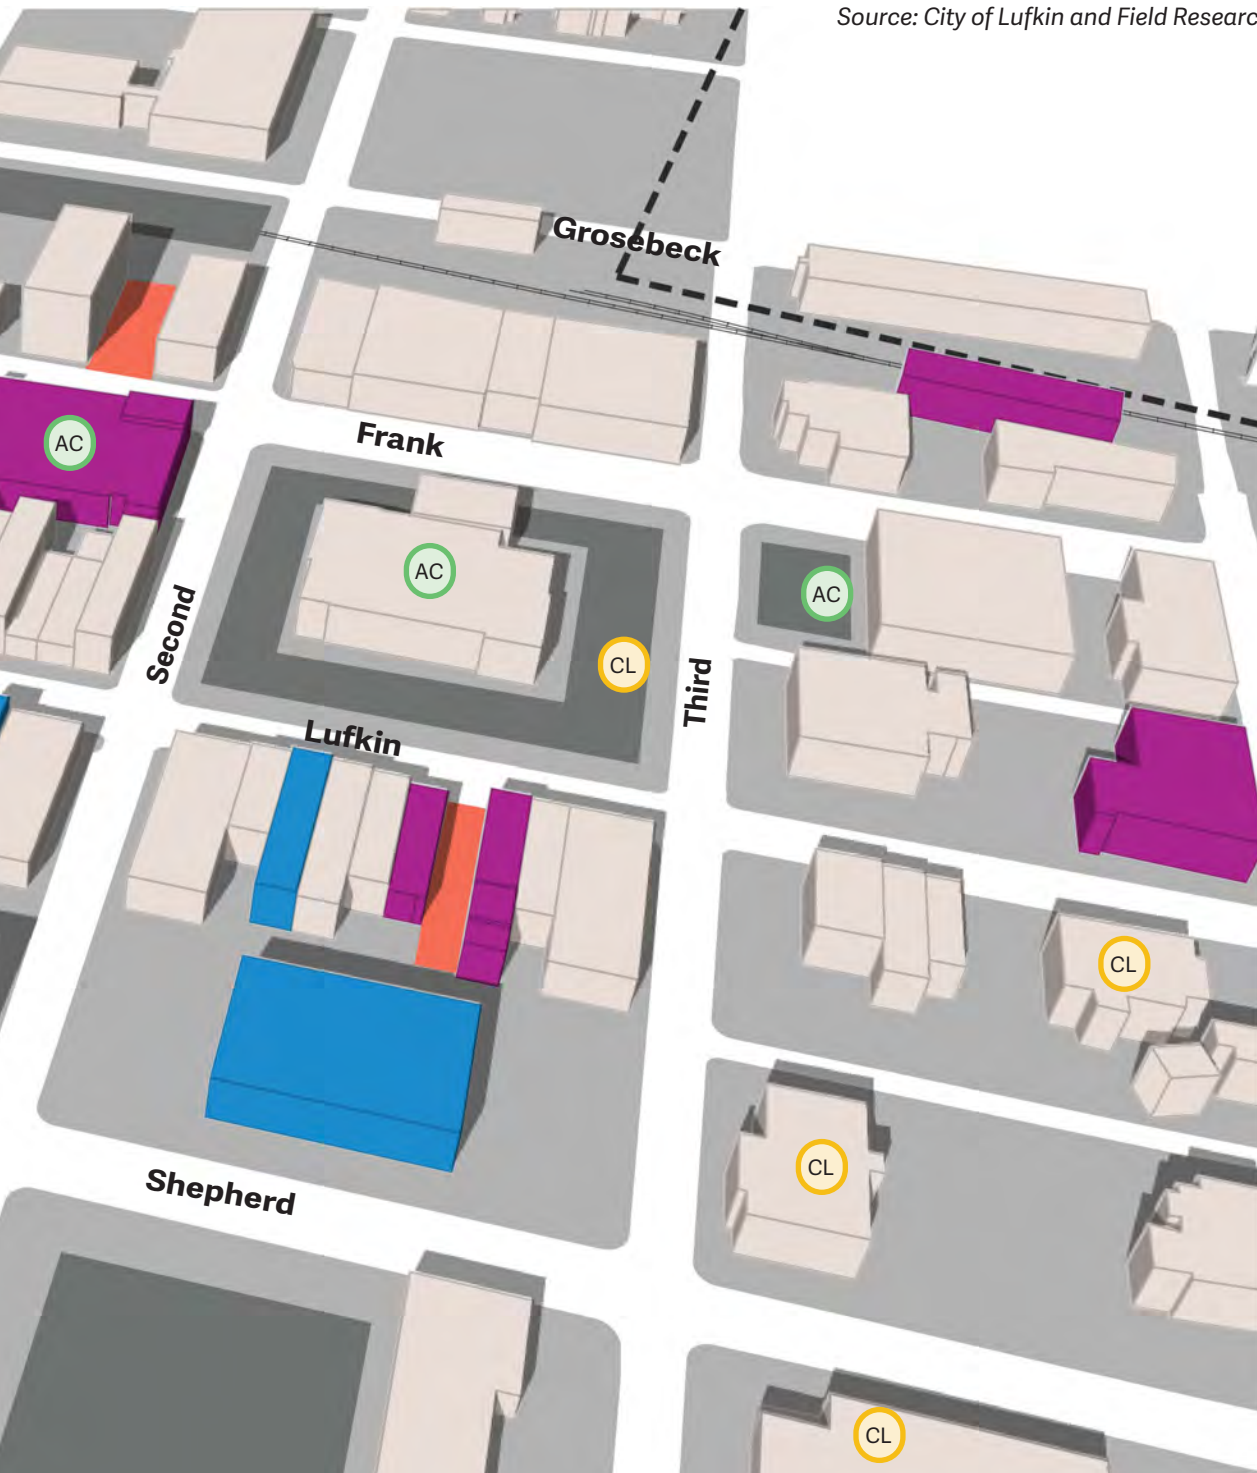 Source: City of Lufkin and Field Researc
Grosebeck
Frank
AC
AC
AC
Second
CL
Third
Lufkin
CL
CL
Shepherd
CL